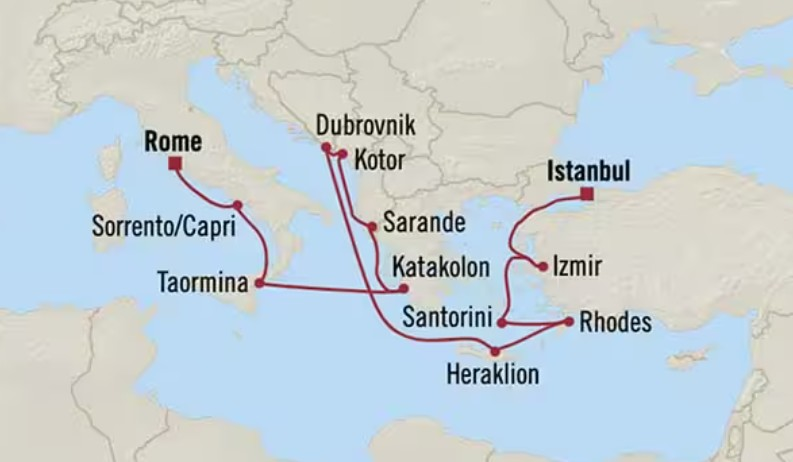 Dubrovnik
Rome
Kotor
Istanbul
Sorrento/Capri
Sarande
Katakolon
Izmir
Taormina
Santorini
Rhodes
Heraklion